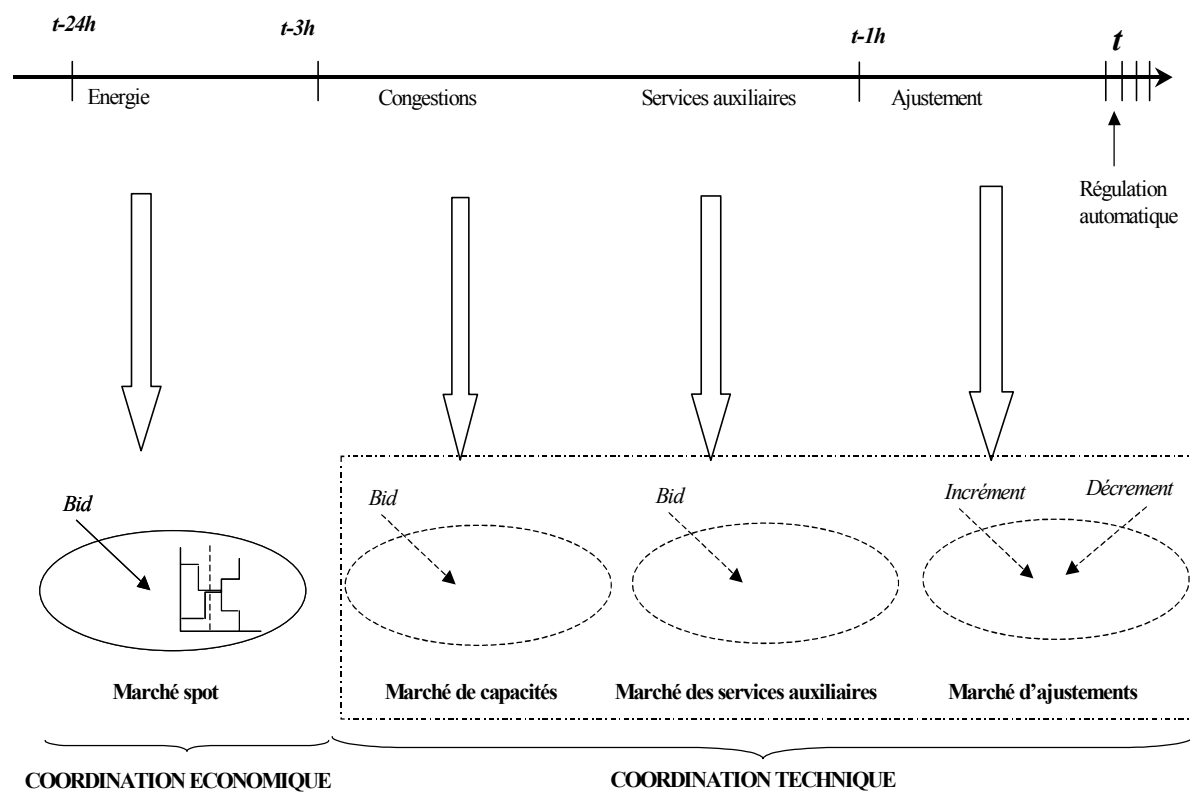 t-24h
t-3h
t-1h
t
Energie
Congestions
Services auxiliaires
Ajustement
Régulation
automatique
Bid
Bid
Bid
Incrément
Décrement
Marché spot
Marché de capacités
Marché des services auxiliaires
Marché d'ajustements
COORDINATION ECONOMIQUE
COORDINATION TECHNIQUE